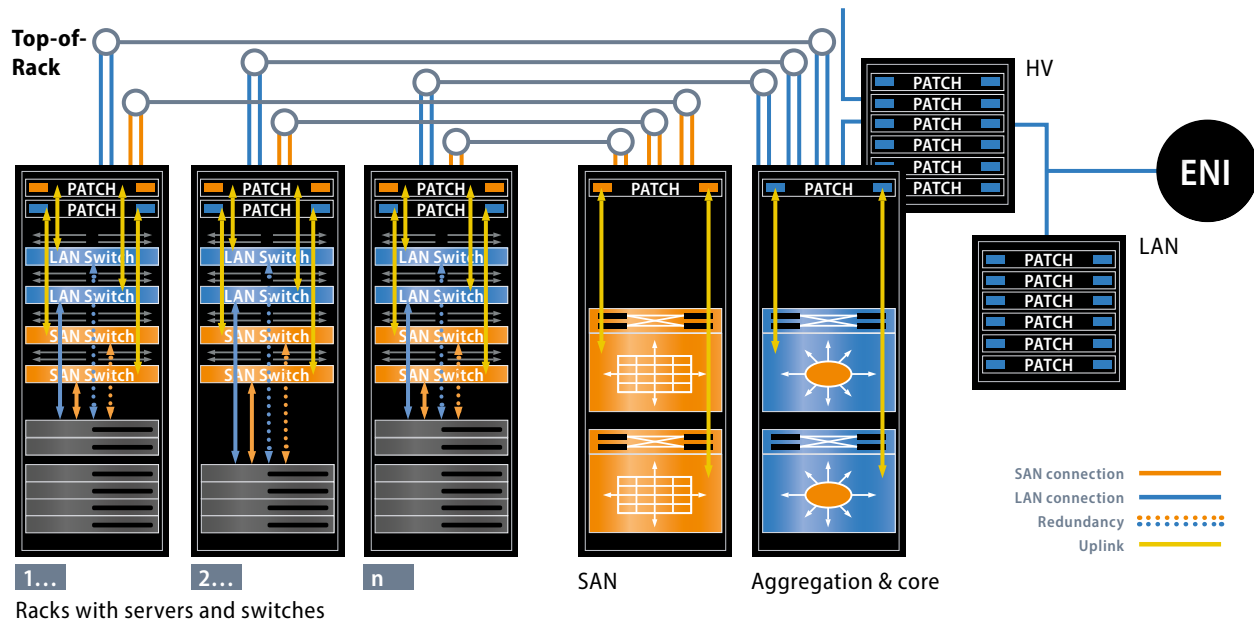 Top-of-
Rack
HV
PATCH
PATCH
PATCH
PATCH
PATCH
PATCH
ENI
LAN
PATCH
PATCH
PATCH
PATCH
PATCH
PATCH
PATCH
PATCH
LAN Switch
LAN Switch
SAN Switch
SAN Switch
PATCH
PATCH
LAN Switch
LAN Switch
SAN Switch
SAN Switch
PATCH
PATCH
LAN Switch
LAN Switch
SAN Switch
SAN Switch
PATCH
PATCH
SAN connection
LAN connection
Redundancy
Uplink
1...
2...
n
SAN
Aggregation & core
Racks with servers and switches